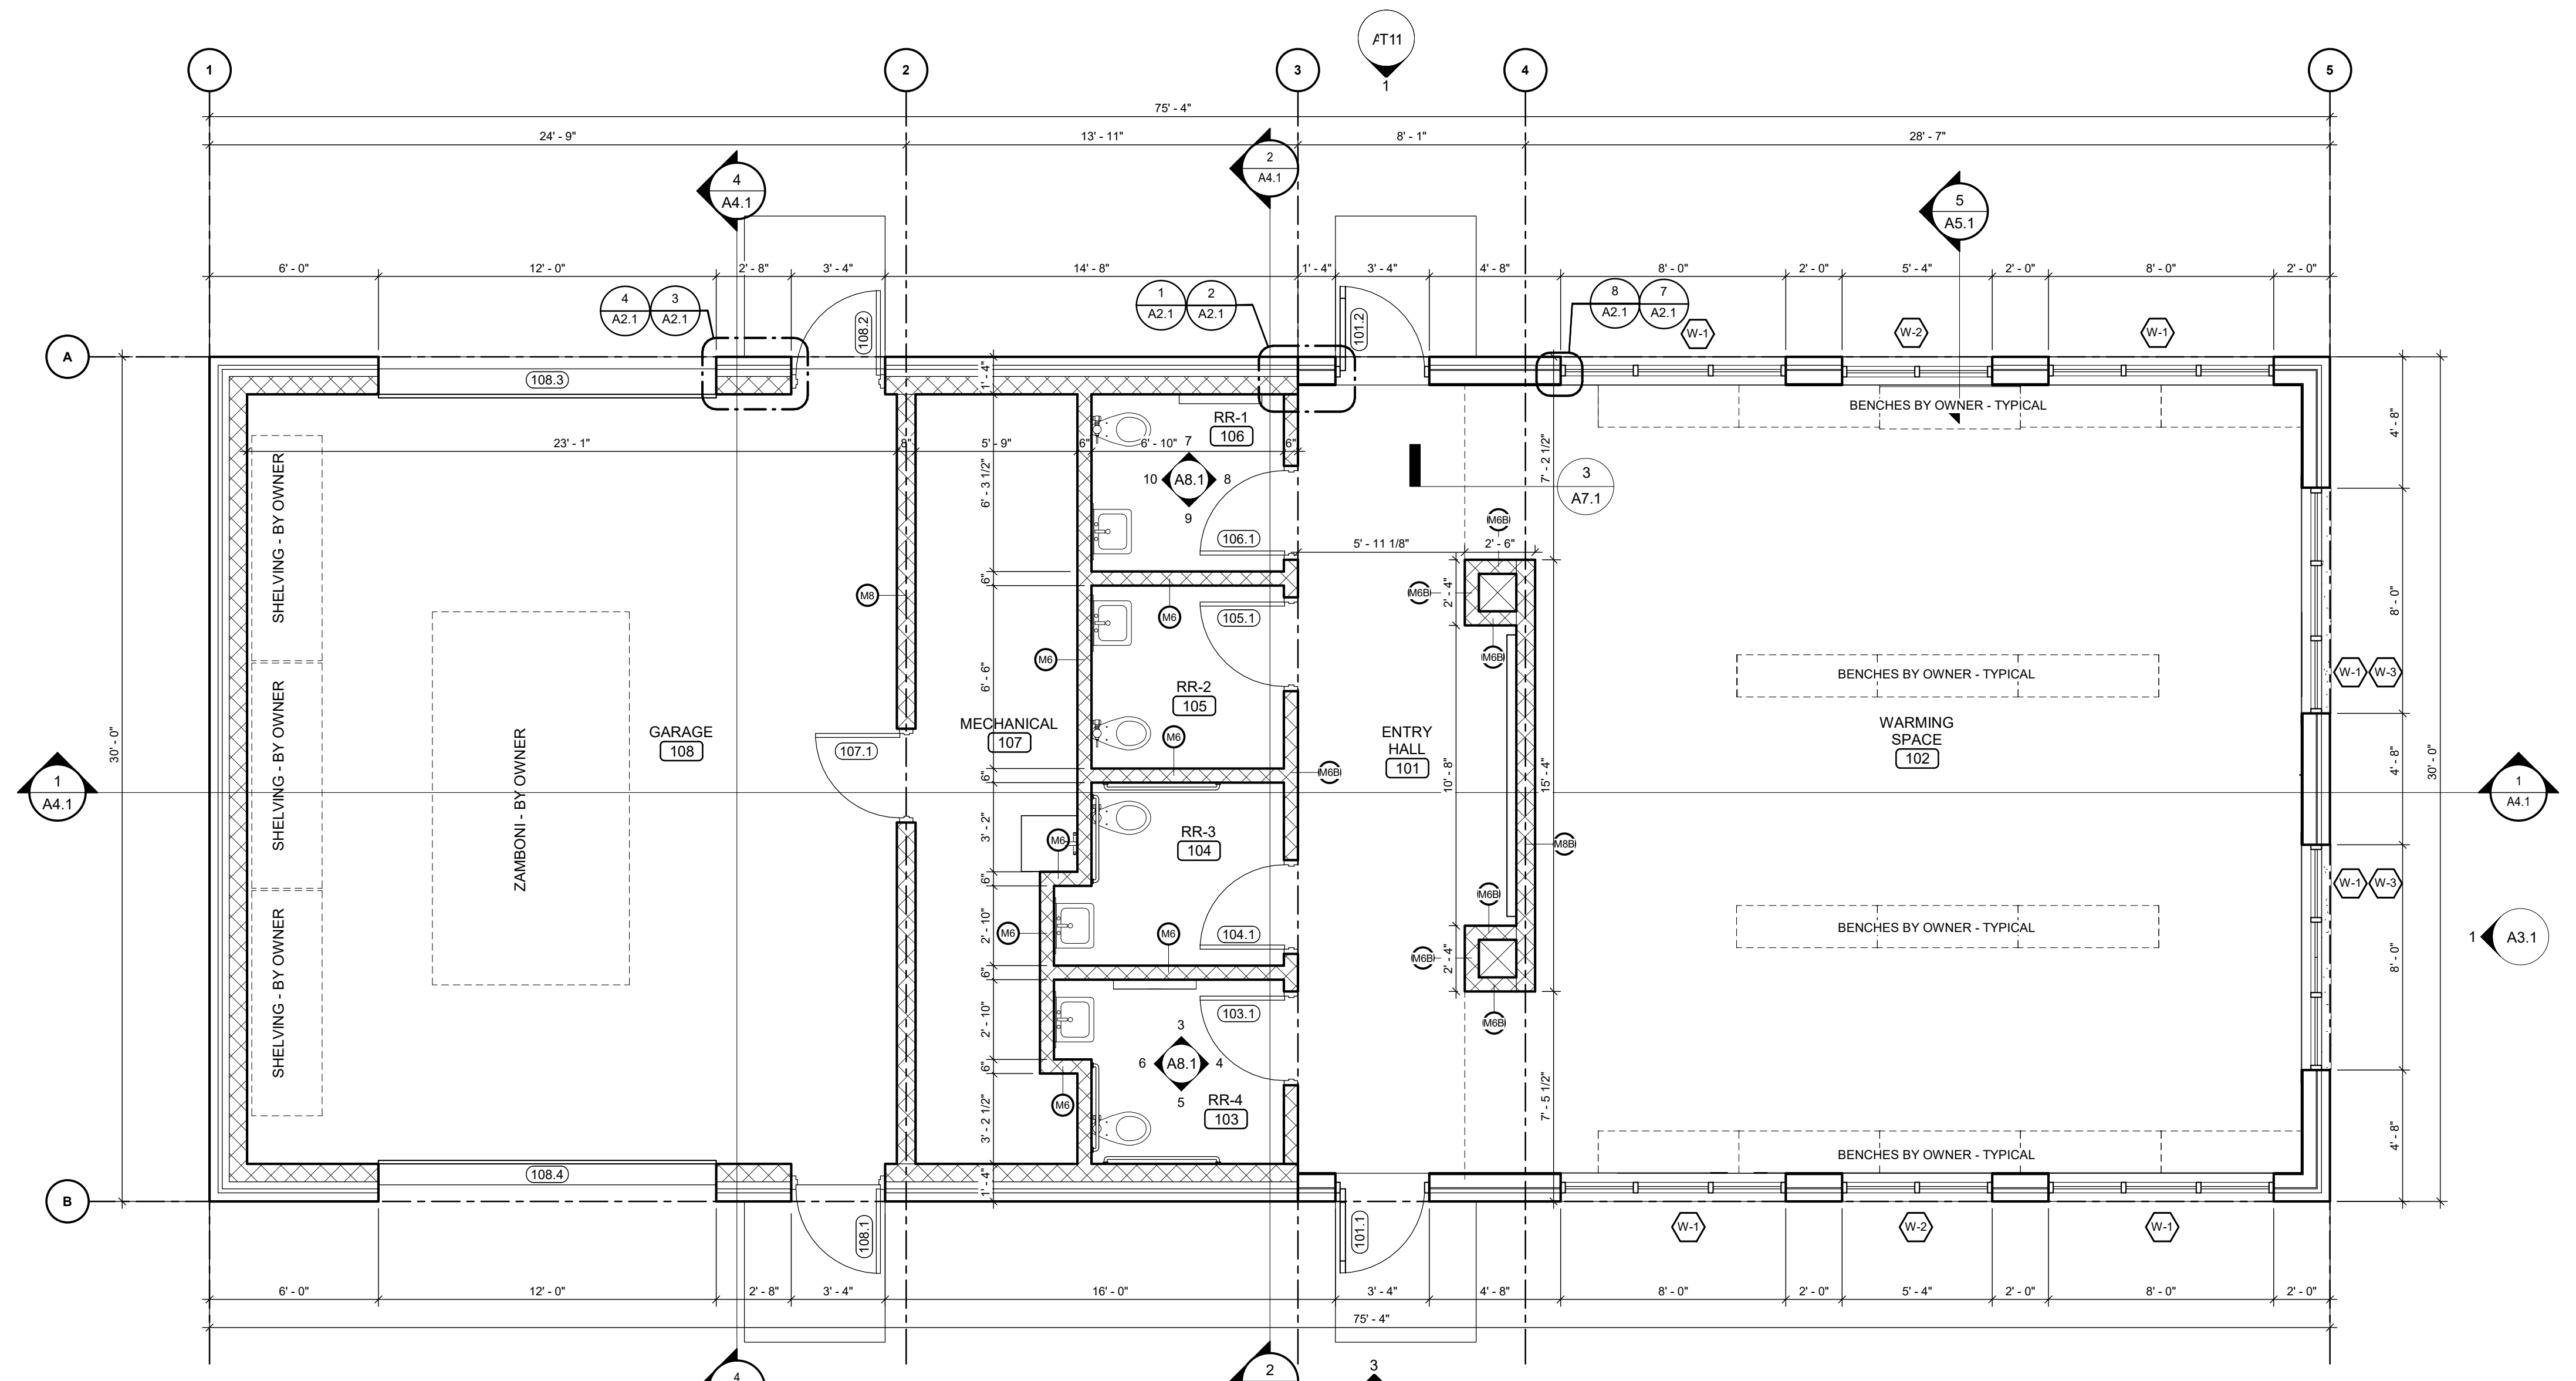 AT11
1
1
2
3
4
5
75' - 4"
24' - 9"
13' - 11"
8' - 1"
28' - 7"
4
A4.1
2
A4.1
5
A5.1
6' - 0"
12' - 0"
2' - 8"
3' - 4"
14' - 8"
1' - 4"
3' - 4"
4' - 8"
8' - 0"
2' - 0"
5' - 4"
2' - 0"
8' - 0"
2' - 0"
4
A2.1
3
A2.1
1
A2.1
2
A2.1
8
A2.1
7
A2.1
108.2
101.2
W-1
W-2
W-1
A
108.3
1' - 4"
BENCHES BY OWNER - TYPICAL
RR-1
106
23' - 1"
8"
5' - 9"
6"
6' - 10"
6"
7
10
A8.1
8
9
6' - 3 1/2"
7' - 2 1/2"
4' - 8"
3
A7.1
106.1
5' - 11 1/8"
2' - 6"
M6B
SHELVING - BY OWNER
M8
6"
M6
105.1
M6B
2' - 4"
M6B
8' - 0"
M6
6' - 6"
RR-2
105
BENCHES BY OWNER - TYPICAL
W-1
W-3
GARAGE
108
MECHANICAL
107
107.1
M6
ENTRY
HALL
101
WARMING
SPACE
102
30' - 0"
SHELVING - BY OWNER
ZAMBONI - BY OWNER
6"
M6B
10' - 8"
15' - 4"
4' - 8"
30' - 0"
1
A4.1
1
A4.1
3' - 2"
M6
RR-3
104
M8B
6"
M6B
W-1
W-3
2' - 10"
M6
M6
104.1
BENCHES BY OWNER - TYPICAL
M6B
2' - 4"
8' - 0"
1
A3.1
SHELVING - BY OWNER
6"
2' - 10"
103.1
M6B
6"
3
6
A8.1
4
5
M6
RR-4
103
3' - 2 1/2"
7' - 5 1/2"
4' - 8"
BENCHES BY OWNER - TYPICAL
108.4
1' - 4"
B
108.1
101.1
W-1
W-2
W-1
6' - 0"
12' - 0"
2' - 8"
3' - 4"
16' - 0"
3' - 4"
4' - 8"
8' - 0"
2' - 0"
5' - 4"
2' - 0"
8' - 0"
2' - 0"
75' - 4"
4
2
3